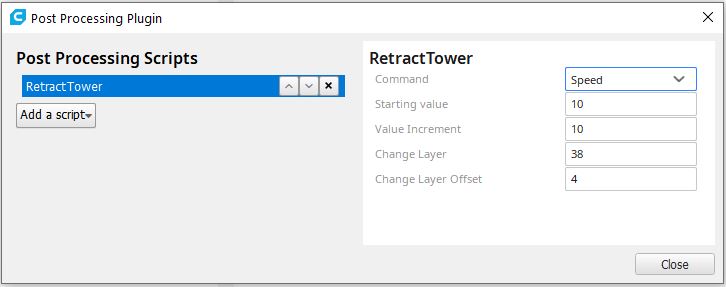 Post Processing Plugin
Post Processing Scripts
RetractTower
Add a script
RetractTower
Command Speed
Starting value 10
Value Increment 10
Change Layer 38
Change Layer Offset 4
Close